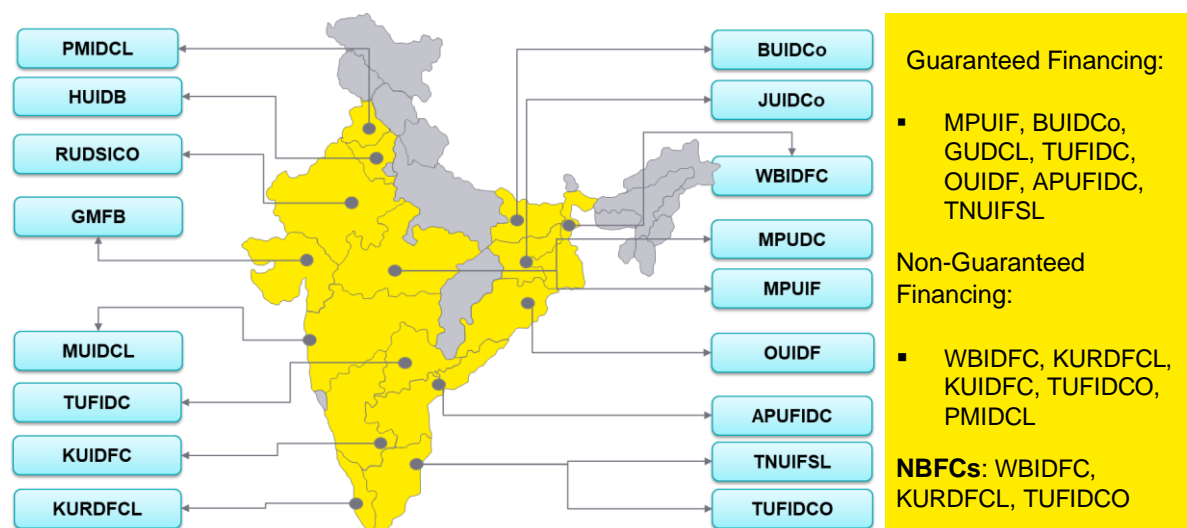 PMIDCL
HUIDB
RUDSICO
GMFB
MUIDCL
TUFIDC
KUIDFC
KURDFCL
BUIDCo
JUIDCo
WBIDFC
MPUDC
MPUIF
OUIDF
APUFIDC
TNUIFSL
TUFIDCO
Guaranteed Financing:
▪ MPUIF, BUIDCo,
GUDCL, TUFIDC,
OUIDF, APUFIDC,
TNUIFSL
Non-Guaranteed
Financing:
▪ WBIDFC, KURDFCL,
KUIDFC, TUFIDCO,
PMIDCL
NBFCs: WBIDFC,
KURDFCL, TUFIDCO